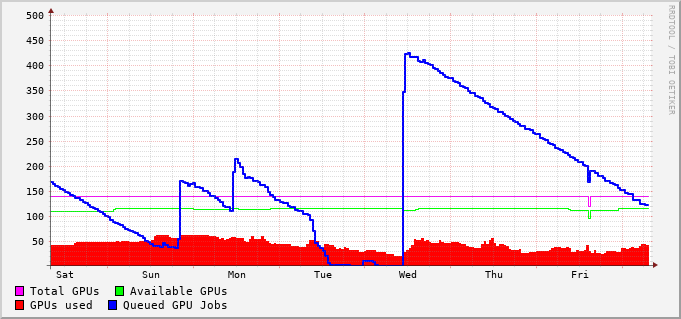 500
450
400
350
300
250
200
150
100
50
Sat Sun Mon Tue Wed Thu Fri
Total GPUs Available GPUs
GPUs used Queued GPU Jobs
RRDTOOL / TOBI OETIKER